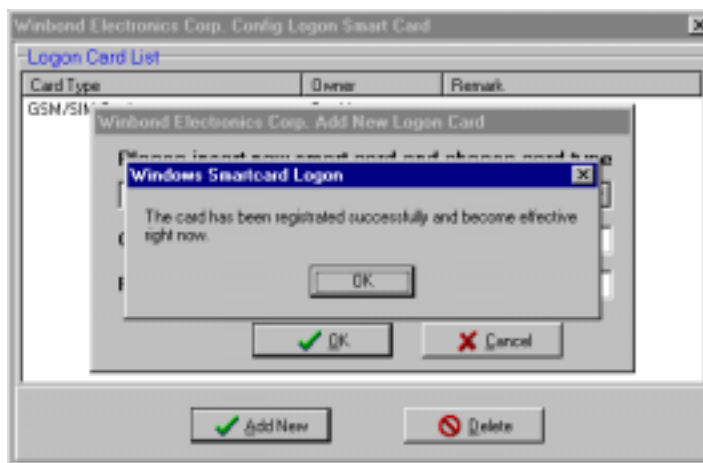 Winbond Electronics Corp. Config Logon Smart Card
Logon Card List
Card Type Owner Remark
GSM/SIM
Winbond Electronics Corp. Add New Logon Card
Please insert new smart card and choose card type
Windows Smartcard Logon
The card has been registrated successfully and become effective
right now.
OK
OK Cancel
Add New Delete